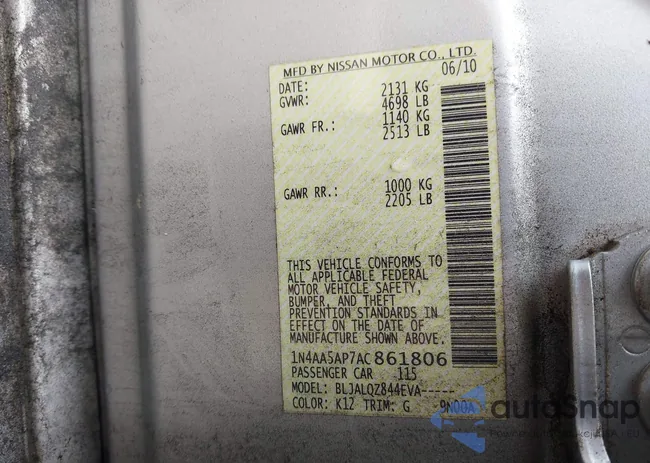 MFD BY NISSAN MOTOR CO., LTD.
DATE: 06/10
GVWR: 2131 KG
4698 LB
GAWR FR.: 1140 KG
2513 LB
GAWR RR.: 1000 KG
2205 LB
THIS VEHICLE CONFORMS TO
ALL APPLICABLE FEDERAL
MOTOR VEHICLE SAFETY,
BUMPER, AND THEFT
PREVENTION STANDARDS IN
EFFECT ON THE DATE OF
MANUFACTURE SHOWN ABOVE.
1N4AA5AP7AC861806
PASSENGER CAR 115
MODEL: BLJALQZ844EVA-----
COLOR: K12 TRIM: G 9N00A
autoSnap